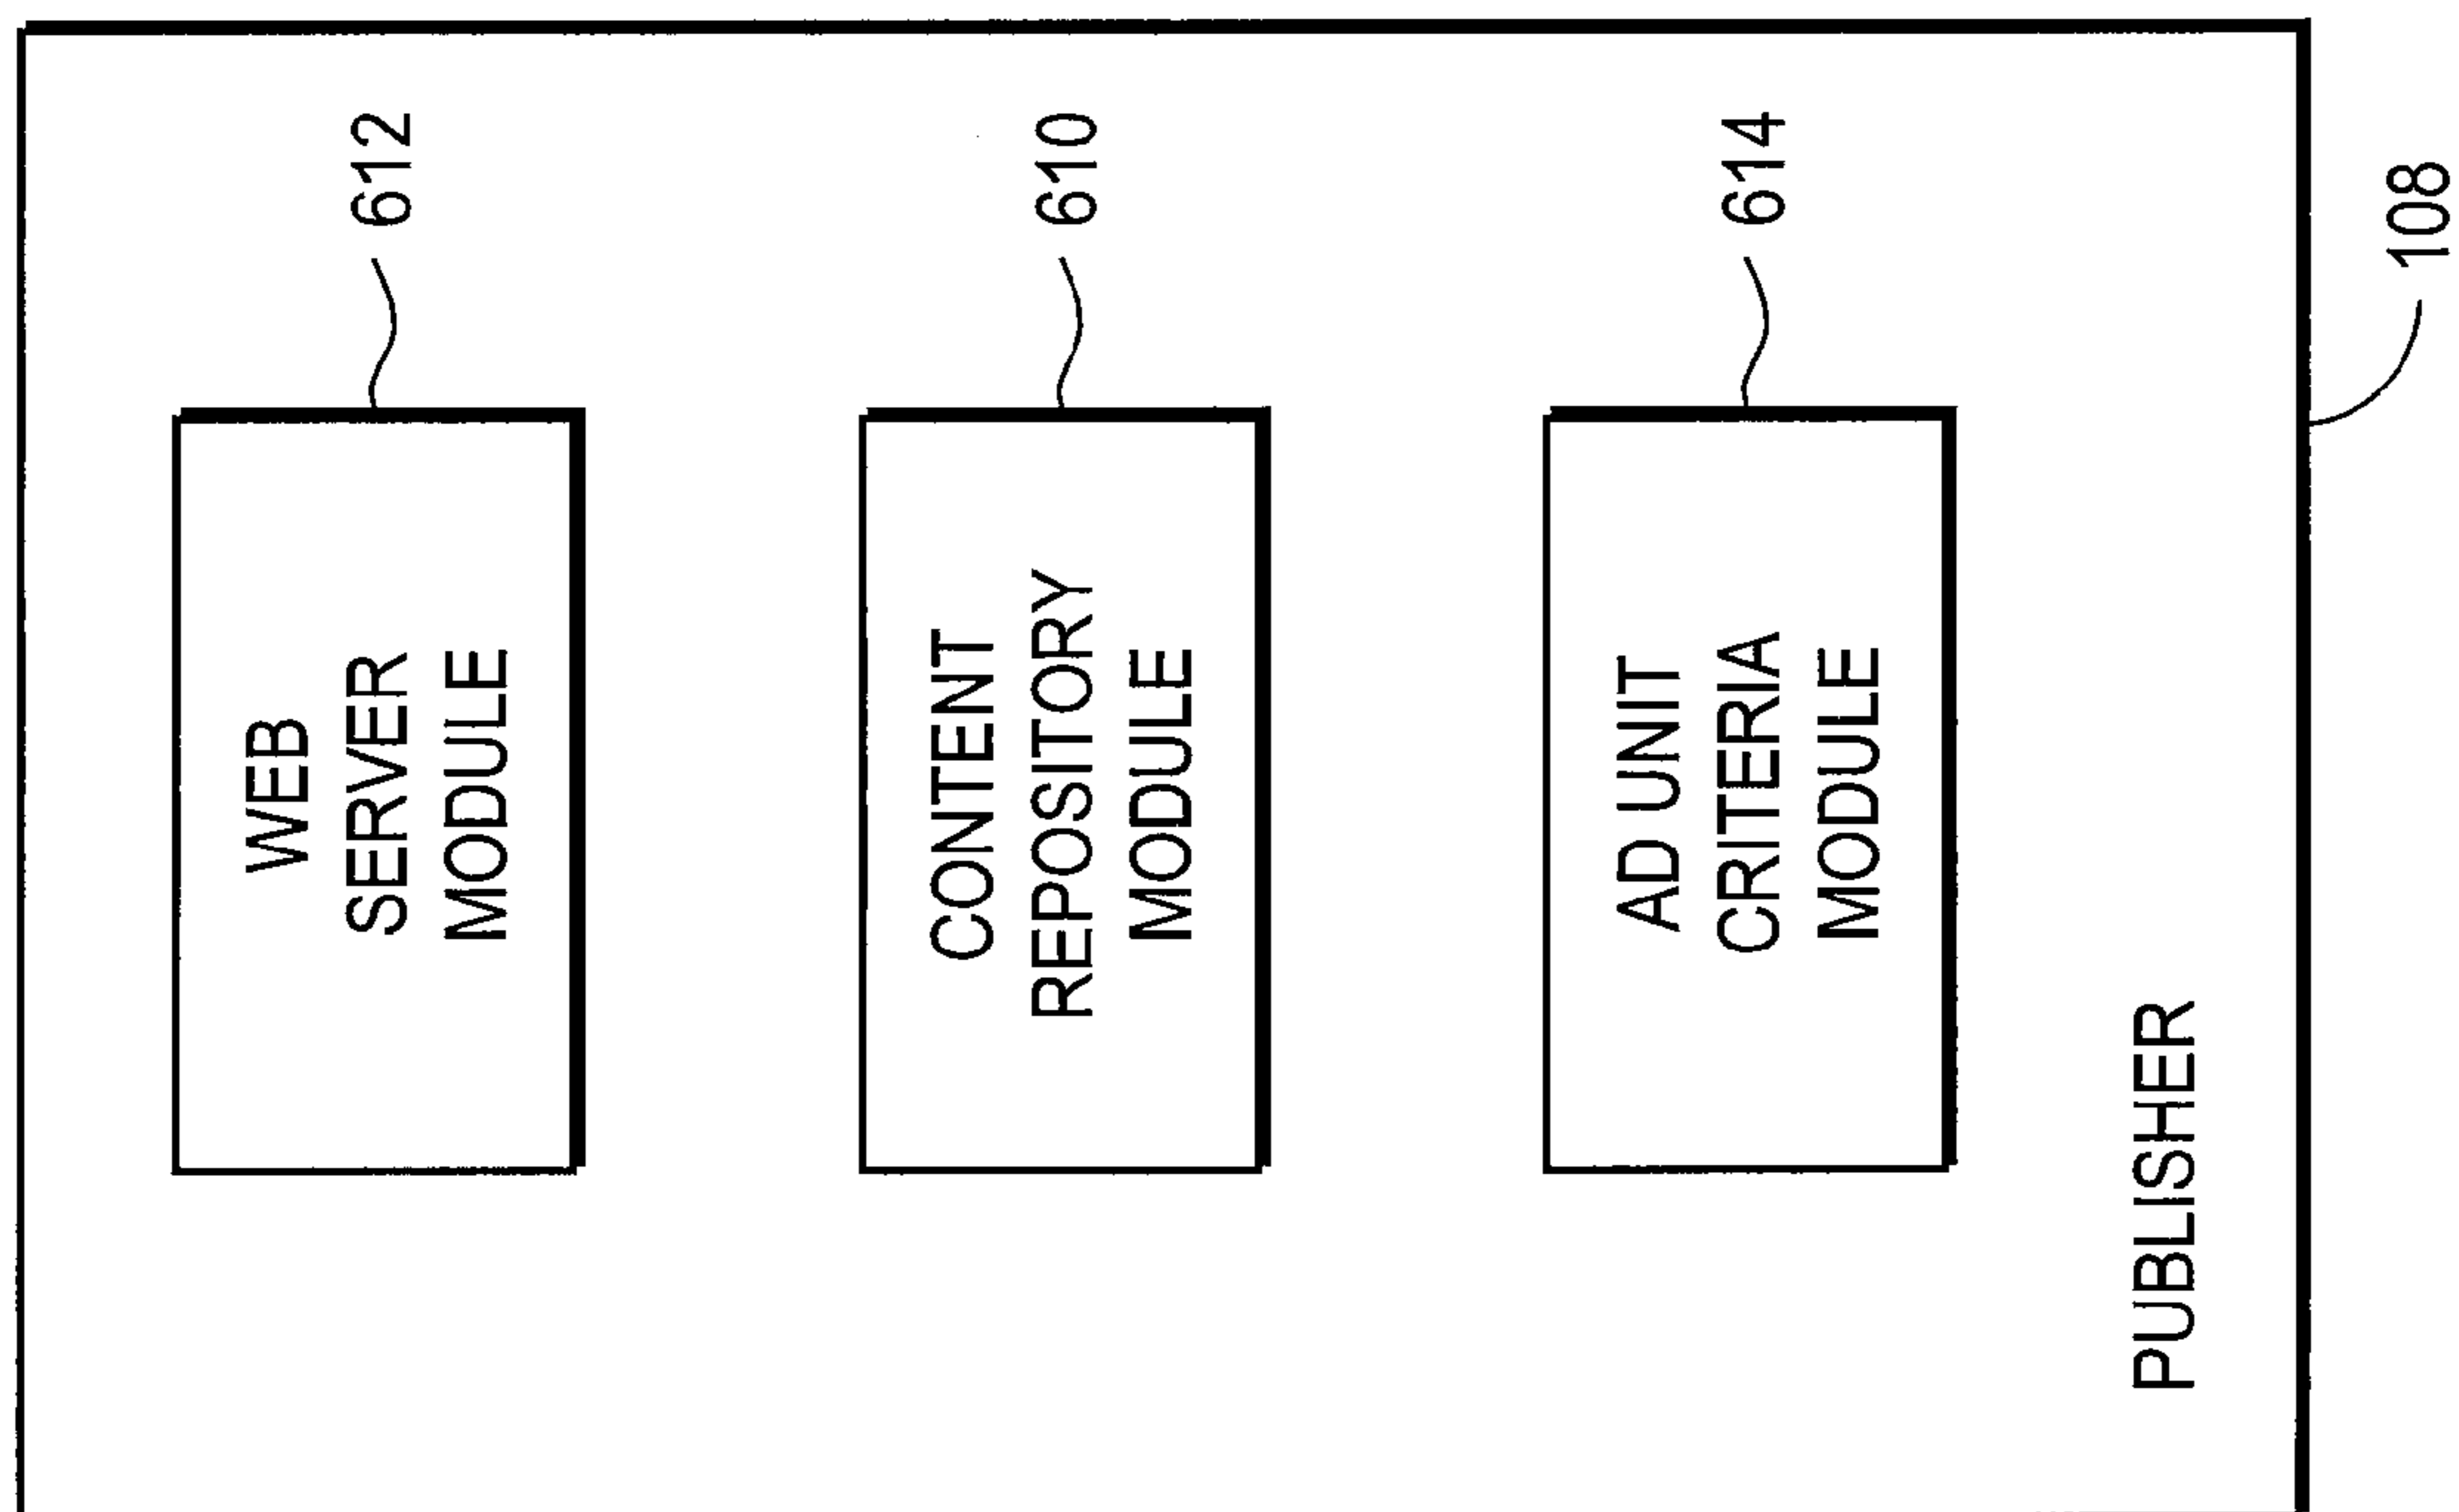 WEB
SERVER
MODULE
612
CONTENT
REPOSITORY
MODULE
610
AD UNIT
CRITERIA
MODULE
614
PUBLISHER
108